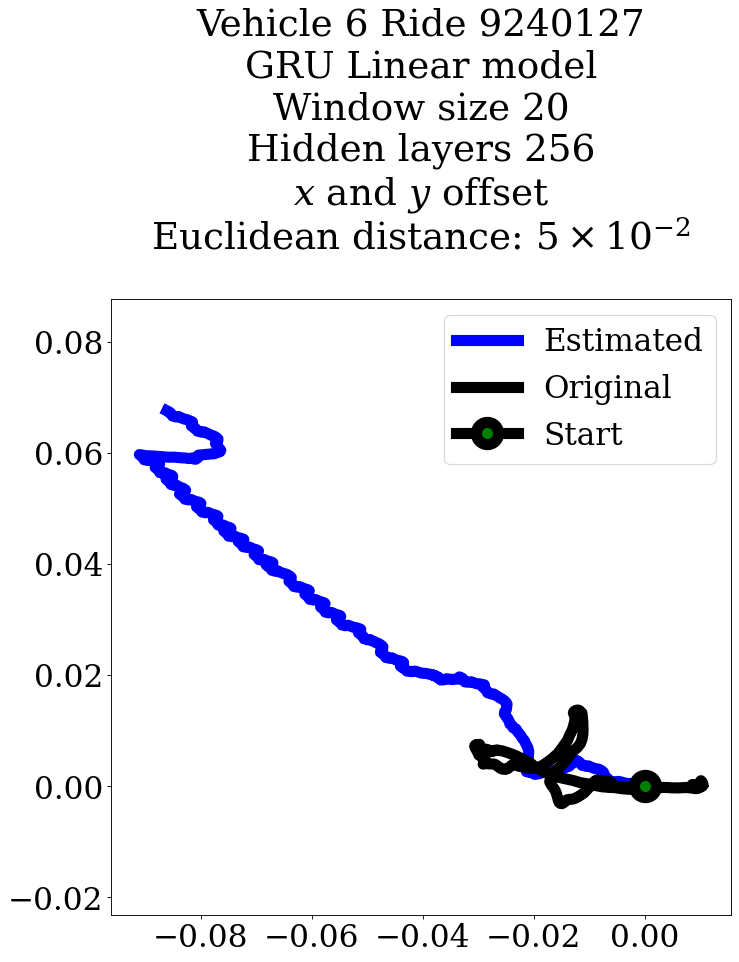 Vehicle 6 Ride 9240127
GRU Linear model
Window size 20
Hidden layers 256
x and y offset
Euclidean distance: 5 × 10⁻²
Estimated
Original
Start
0.08
0.06
0.04
0.02
0.00
−0.02
−0.08
−0.06
−0.04
−0.02
0.00